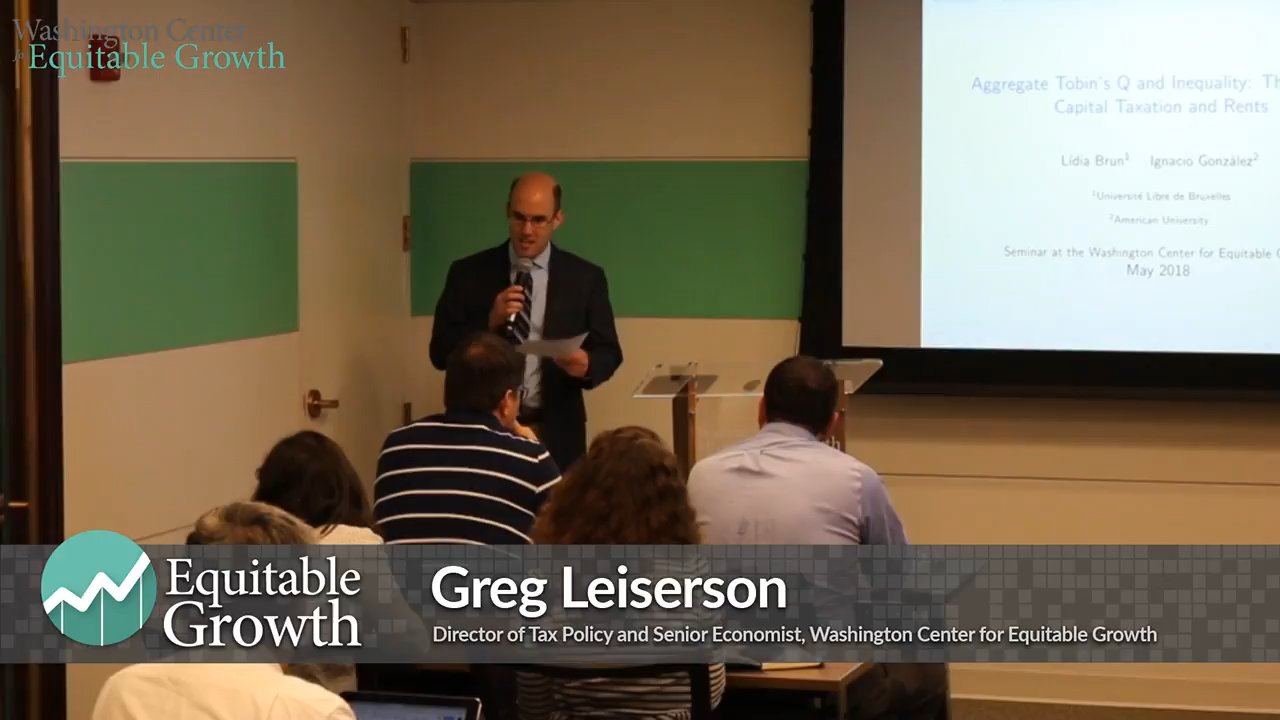 Washington Center
for Equitable Growth
Aggregate Tobin's Q and Inequality: Th
Capital Taxation and Rents
Lídia Brun¹ Ignacio González²
¹Université Libre de Bruxelles
²American University
Seminar at the Washington Center for Equitable
May 2018
th
Equitable
Growth
Greg Leiserson
Director of Tax Policy and Senior Economist, Washington Center for Equitable Growth